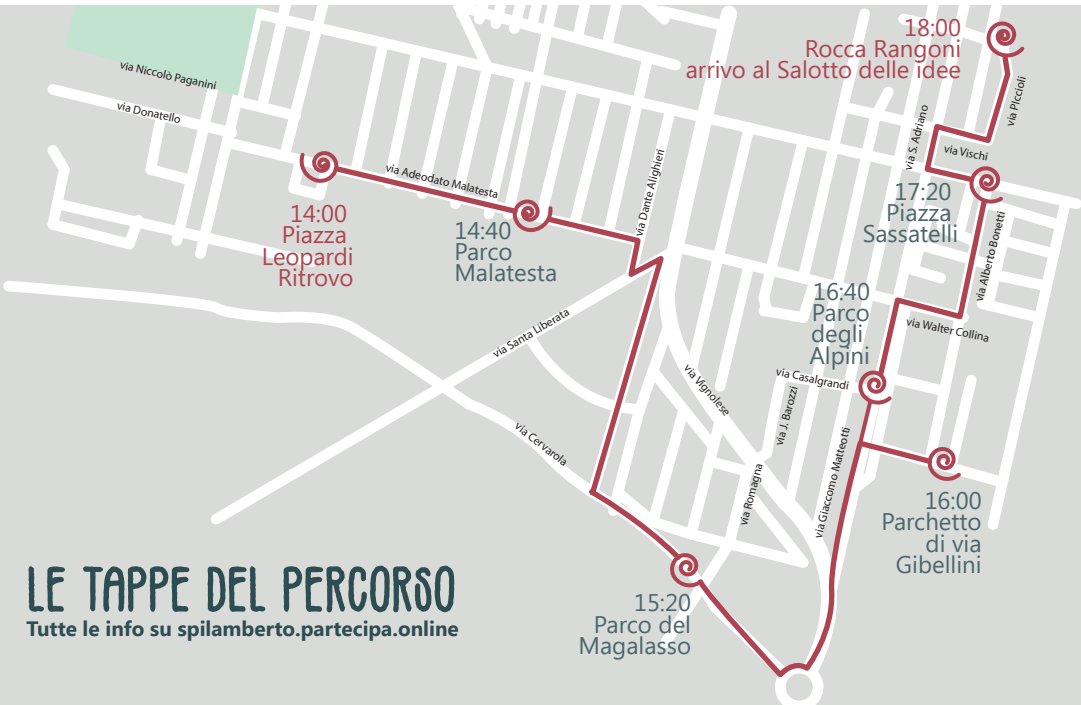 18:00
Rocca Rangoni
arrivo al Salotto delle idee
via Niccolò Paganini
via Donatello
via PIccioli
via S. Adriano
via Vischi
via Dante Alighieri
via Adeodato Malatesta
14:00
Piazza
Leopardi
Ritrovo
14:40
Parco
Malatesta
17:20
Piazza
Sassatelli
via Alberto Bonetti
16:40
Parco
degli
Alpini
via Walter Collina
via Santa Liberata
via Vignolese
via Casalgrandi
via J. Barozzi
via Giaccomo Matteotti
via Cervarola
via Romagna
16:00
Parchetto
di via
Gibellini
15:20
Parco del
Magalasso
LE TAPPE DEL PERCORSO
Tutte le info su spilamberto.partecipa.online